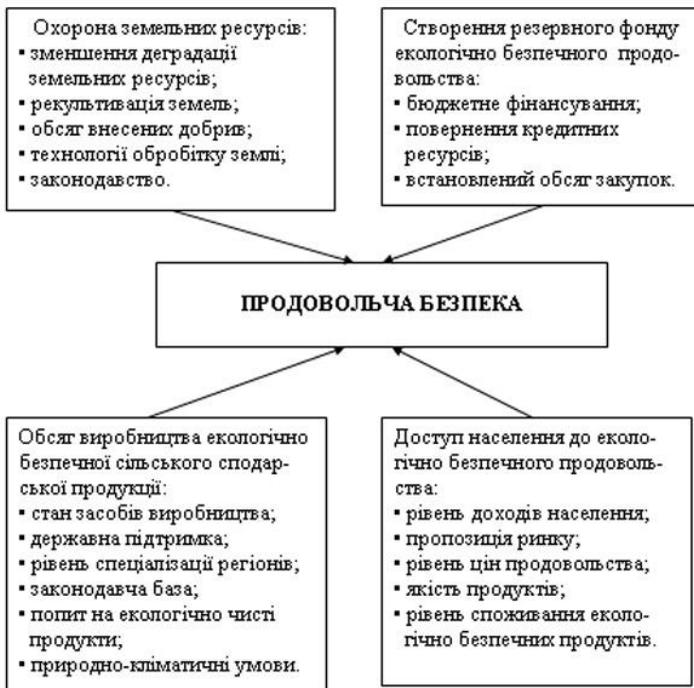 Охорона земельних ресурсів:
▪ зменшення деградації
земельних ресурсів;
▪ рекультивація земель;
▪ обсяг внесених добрив;
▪ технології обробітку землі;
▪ законодавство.
Створення резервного фонду
екологічно безпечного продо-
вольства:
▪ бюджетне фінансування;
▪ повернення кредитних
ресурсів;
▪ встановлений обсяг закупок.
ПРОДОВОЛЬЧА БЕЗПЕКА
Обсяг виробництва екологічно
безпечної сільського сподар-
ської продукції:
▪ стан засобів виробництва;
▪ державна підтримка;
▪ рівень спеціалізації регіонів;
▪ законодавча база;
▪ попит на екологічно чисті
продукти;
▪ природно-кліматичні умови.
Доступ населення до еколо-
гічно безпечного продоволь-
ства:
▪ рівень доходів населення;
▪ пропозиція ринку;
▪ рівень цін продовольства;
▪ якість продуктів;
▪ рівень споживання еколо-
гічно безпечних продуктів.